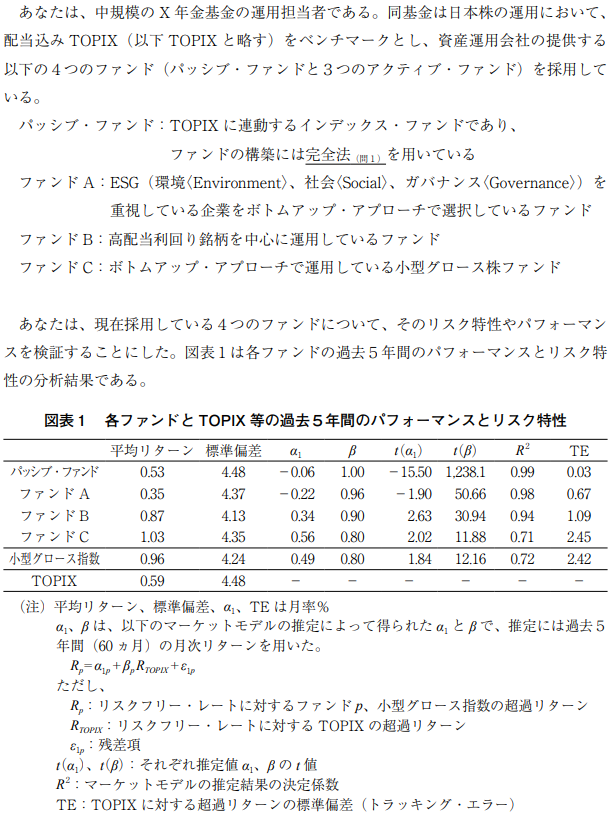 あなたは、中規模の X 年金基金の運用担当者である。同基金は日本株の運用において、
配当込み TOPIX（以下 TOPIX と略す）をベンチマークとし、資産運用会社の提供する
以下の4つのファンド（パッシブ・ファンドと3つのアクティブ・ファンド）を採用して
いる。
パッシブ・ファンド：TOPIX に連動するインデックス・ファンドであり、
ファンドの構築には完全法（問1）を用いている
ファンド A：ESG（環境〈Environment〉、社会〈Social〉、ガバナンス〈Governance〉）を
重視している企業をボトムアップ・アプローチで選択しているファンド
ファンド B：高配当利回り銘柄を中心に運用しているファンド
ファンド C：ボトムアップ・アプローチで運用している小型グロース株ファンド
あなたは、現在採用している4つのファンドについて、そのリスク特性やパフォーマン
スを検証することにした。図表1は各ファンドの過去5年間のパフォーマンスとリスク特
性の分析結果である。
図表1　各ファンドと TOPIX 等の過去5年間のパフォーマンスとリスク特性
平均リターン 標準偏差 α1 β t(α1) t(β) R² TE
パッシブ・ファンド 0.53 4.48 −0.06 1.00 −15.50 1,238.1 0.99 0.03
ファンド A 0.35 4.37 −0.22 0.96 −1.90 50.66 0.98 0.67
ファンド B 0.87 4.13 0.34 0.90 2.63 30.94 0.94 1.09
ファンド C 1.03 4.35 0.56 0.80 2.02 11.88 0.71 2.45
小型グロース指数 0.96 4.24 0.49 0.80 1.84 12.16 0.72 2.42
TOPIX 0.59 4.48 − − − − − −
（注）平均リターン、標準偏差、α1、TE は月率％
α1、βは、以下のマーケットモデルの推定によって得られた α1 と β で、推定には過去5
年間（60 ヵ月）の月次リターンを用いた。
Rp=α1p+βpRTOPIX+ε1p
ただし、
Rp：リスクフリー・レートに対するファンド p、小型グロース指数の超過リターン
RTOPIX：リスクフリー・レートに対する TOPIX の超過リターン
ε1p：残差項
t(α1)、t(β)：それぞれ推定値 α1、β の t 値
R²：マーケットモデルの推定結果の決定係数
TE：TOPIX に対する超過リターンの標準偏差（トラッキング・エラー）